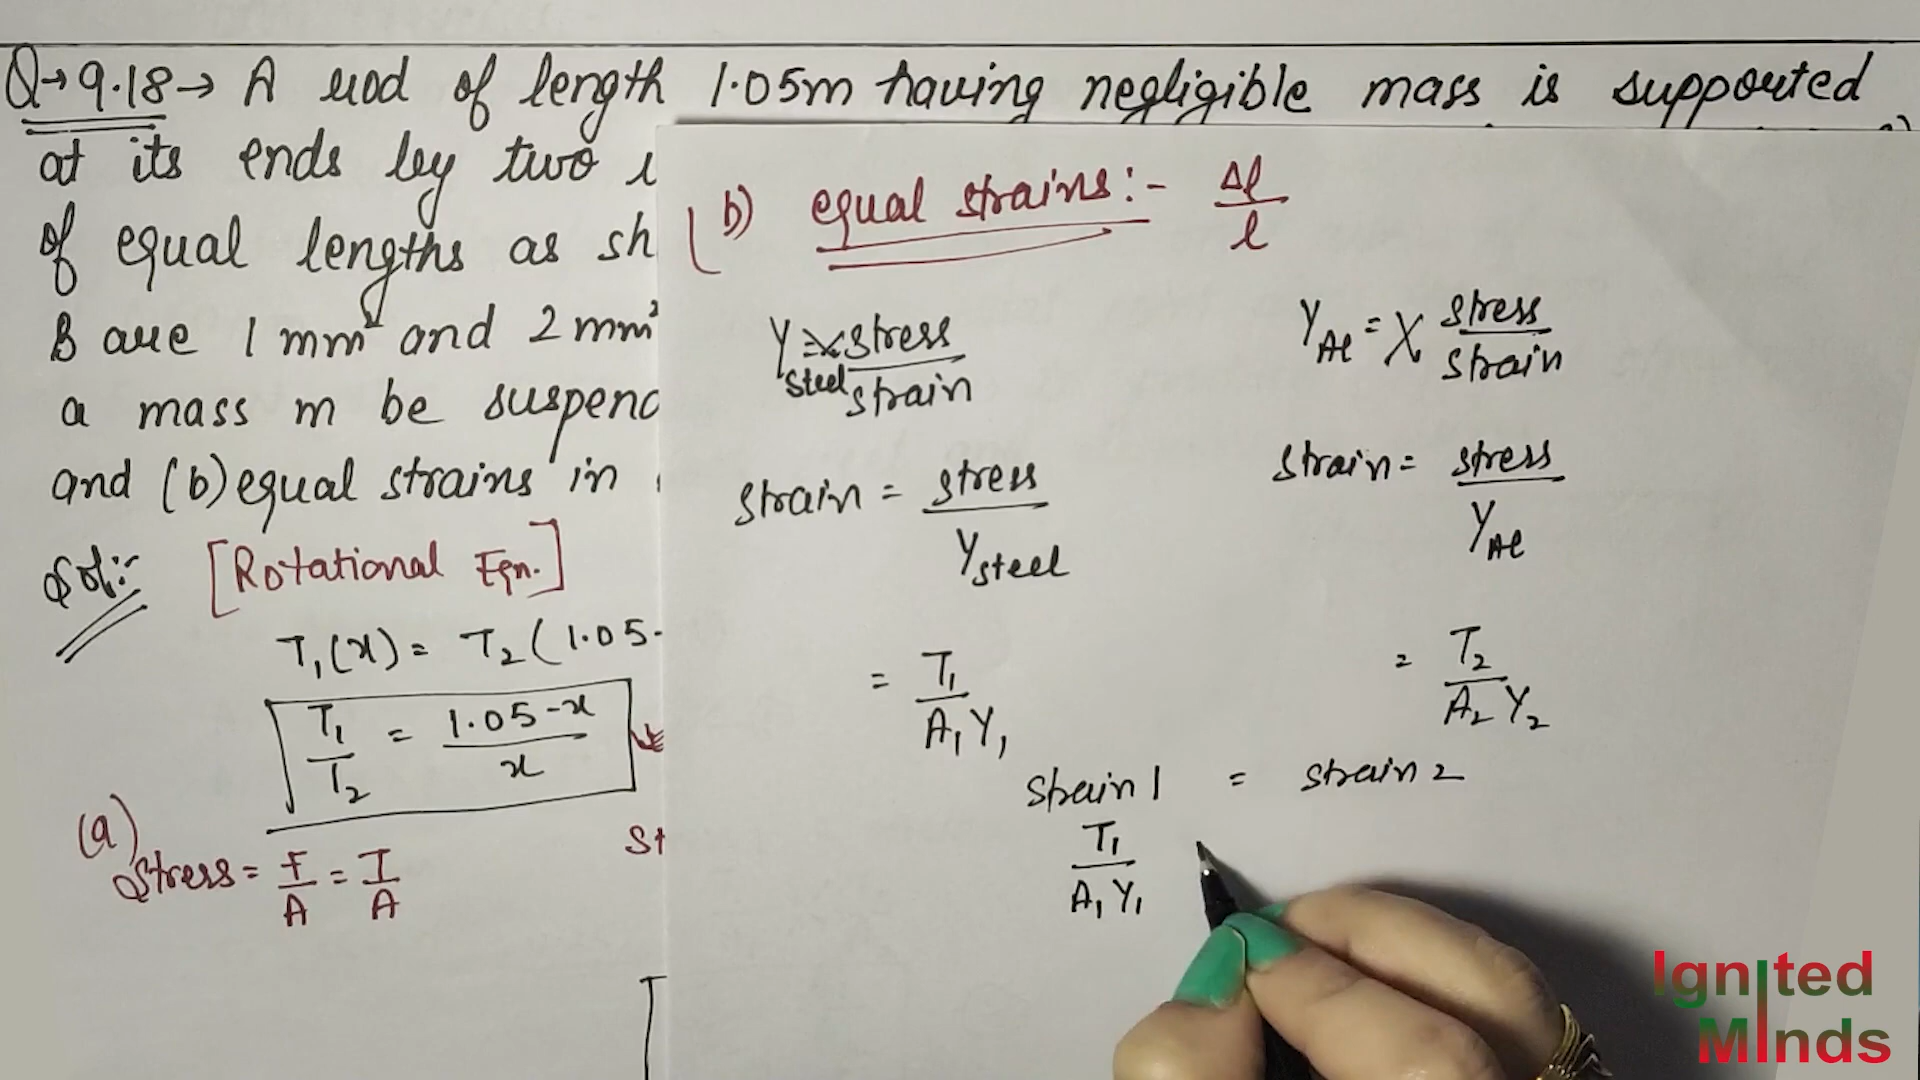 Q→9.18→ A rod of length 1.05m having negligible mass is supported
at its ends by two
of equal lengths as sh
B are 1 mm² and 2 mm²
a mass m be suspend
and (b) equal strains in
Sol:-
[Rotational Eqn.]
T₁(x) = T₂(1.05-
T₁/T₂ = 1.05-x/x
(a)
Stress = F/A = T/A
St
b) equal strains:- Δl/l
Y steel = stress/strain
Y Al = stress/strain
strain = stress/Y steel
strain = stress/Y Al
= T₁/A₁Y₁
= T₂/A₂Y₂
strain 1 = strain 2
T₁/A₁Y₁
Ignited
Minds